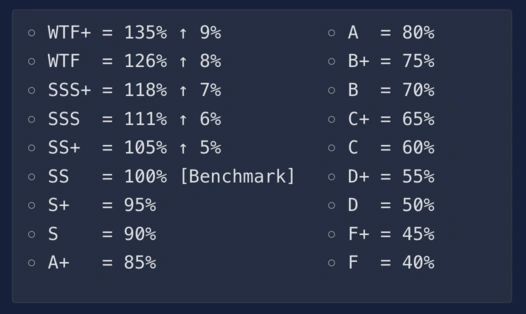 ○ WTF+ = 135% ↑ 9%
○ WTF  = 126% ↑ 8%
○ SSS+ = 118% ↑ 7%
○ SSS  = 111% ↑ 6%
○ SS+  = 105% ↑ 5%
○ SS   = 100% [Benchmark]
○ S+   = 95%
○ S    = 90%
○ A+   = 85%
○ A  = 80%
○ B+ = 75%
○ B  = 70%
○ C+ = 65%
○ C  = 60%
○ D+ = 55%
○ D  = 50%
○ F+ = 45%
○ F  = 40%